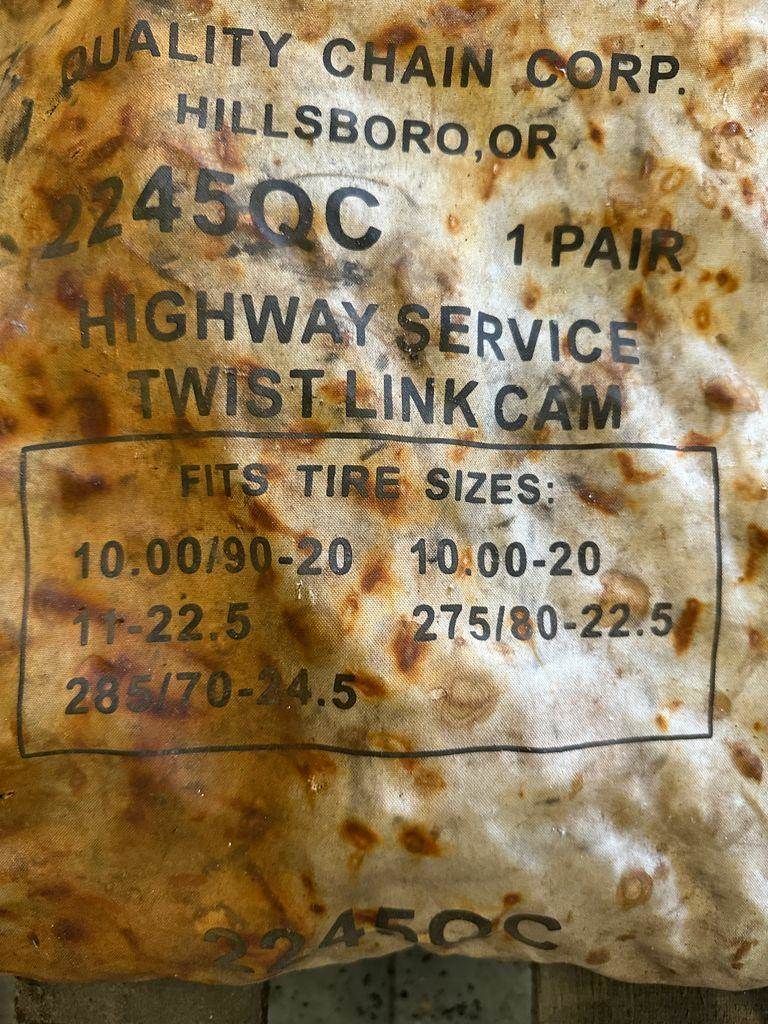 QUALITY CHAIN CORP.
HILLSBORO,OR
2245QC 1 PAIR
HIGHWAY SERVICE
TWIST LINK CAM
FITS TIRE SIZES:
10.00/90-20 10.00-20
11-22.5 275/80-22.5
285/70-24.5
2245QC